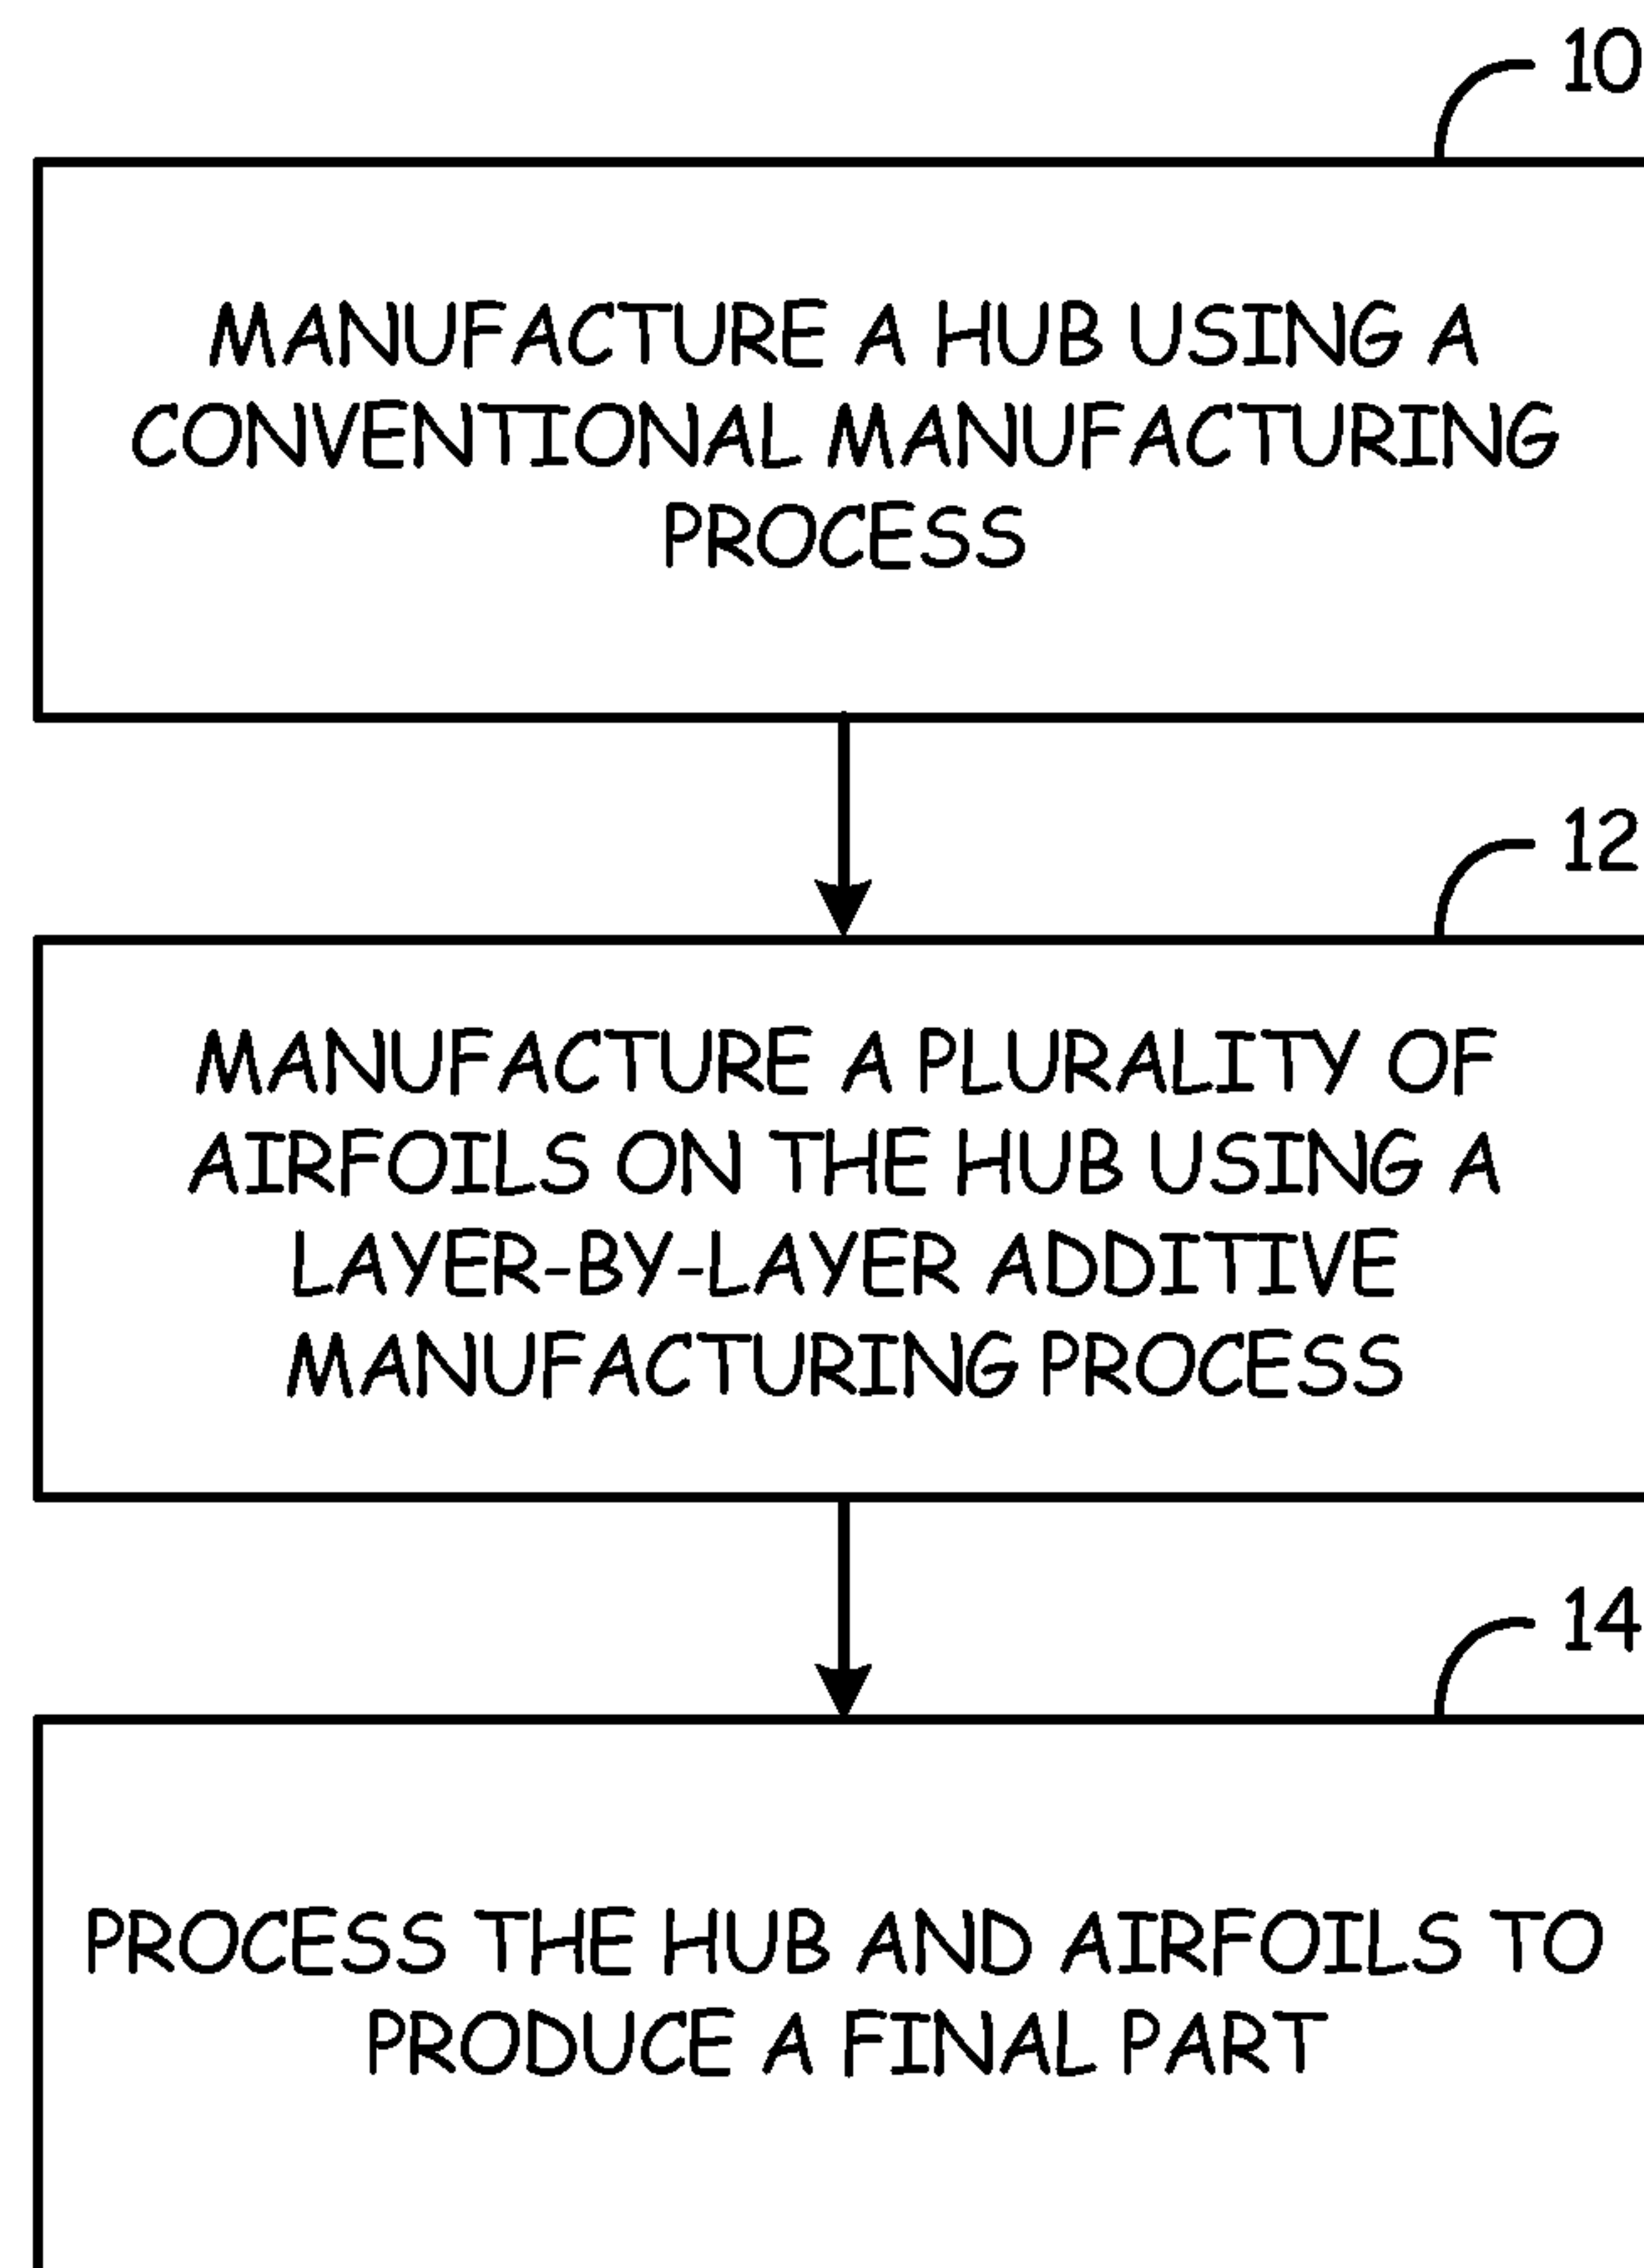 10
MANUFACTURE A HUB USING A
CONVENTIONAL MANUFACTURING
PROCESS
12
MANUFACTURE A PLURALITY OF
AIRFOILS ON THE HUB USING A
LAYER-BY-LAYER ADDITIVE
MANUFACTURING PROCESS
14
PROCESS THE HUB AND AIRFOILS TO
PRODUCE A FINAL PART